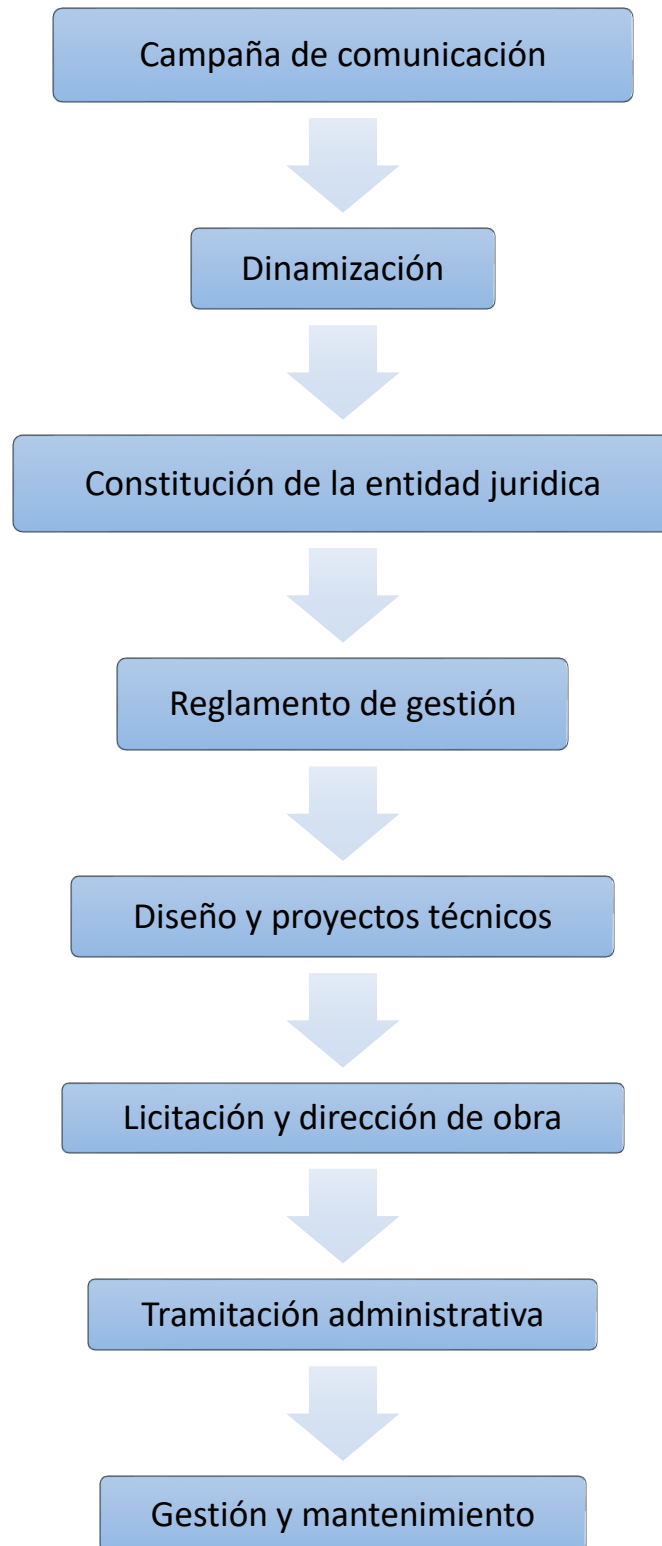 Campaña de comunicación
Dinamización
Constitución de la entidad juridica
Reglamento de gestión
Diseño y proyectos técnicos
Licitación y dirección de obra
Tramitación administrativa
Gestión y mantenimiento